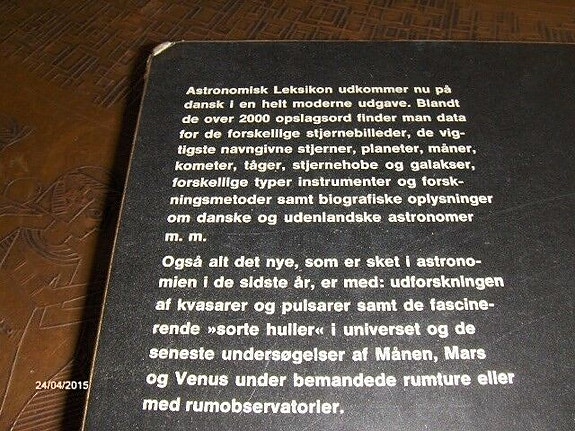 Astronomisk Leksikon udkommer nu på
dansk i en helt moderne udgave. Blandt
de over 2000 opslagsord finder man data
for de forskellige stjernebilleder, de vig-
tigste navngivne stjerner, planeter, måner,
kometer, tåger, stjernehobe og galakser,
forskellige typer instrumenter og forsk-
ningsmetoder samt biografiske oplysninger
om danske og udenlandske astronomer
m. m.
Også alt det nye, som er sket i astrono-
mien i de sidste år, er med: udforskningen
af kvasarer og pulsarer samt de fascine-
rende »sorte huller« i universet og de
seneste undersøgelser af Månen, Mars
og Venus under bemandede rumture eller
med rumobservatorier.
24/04/2015